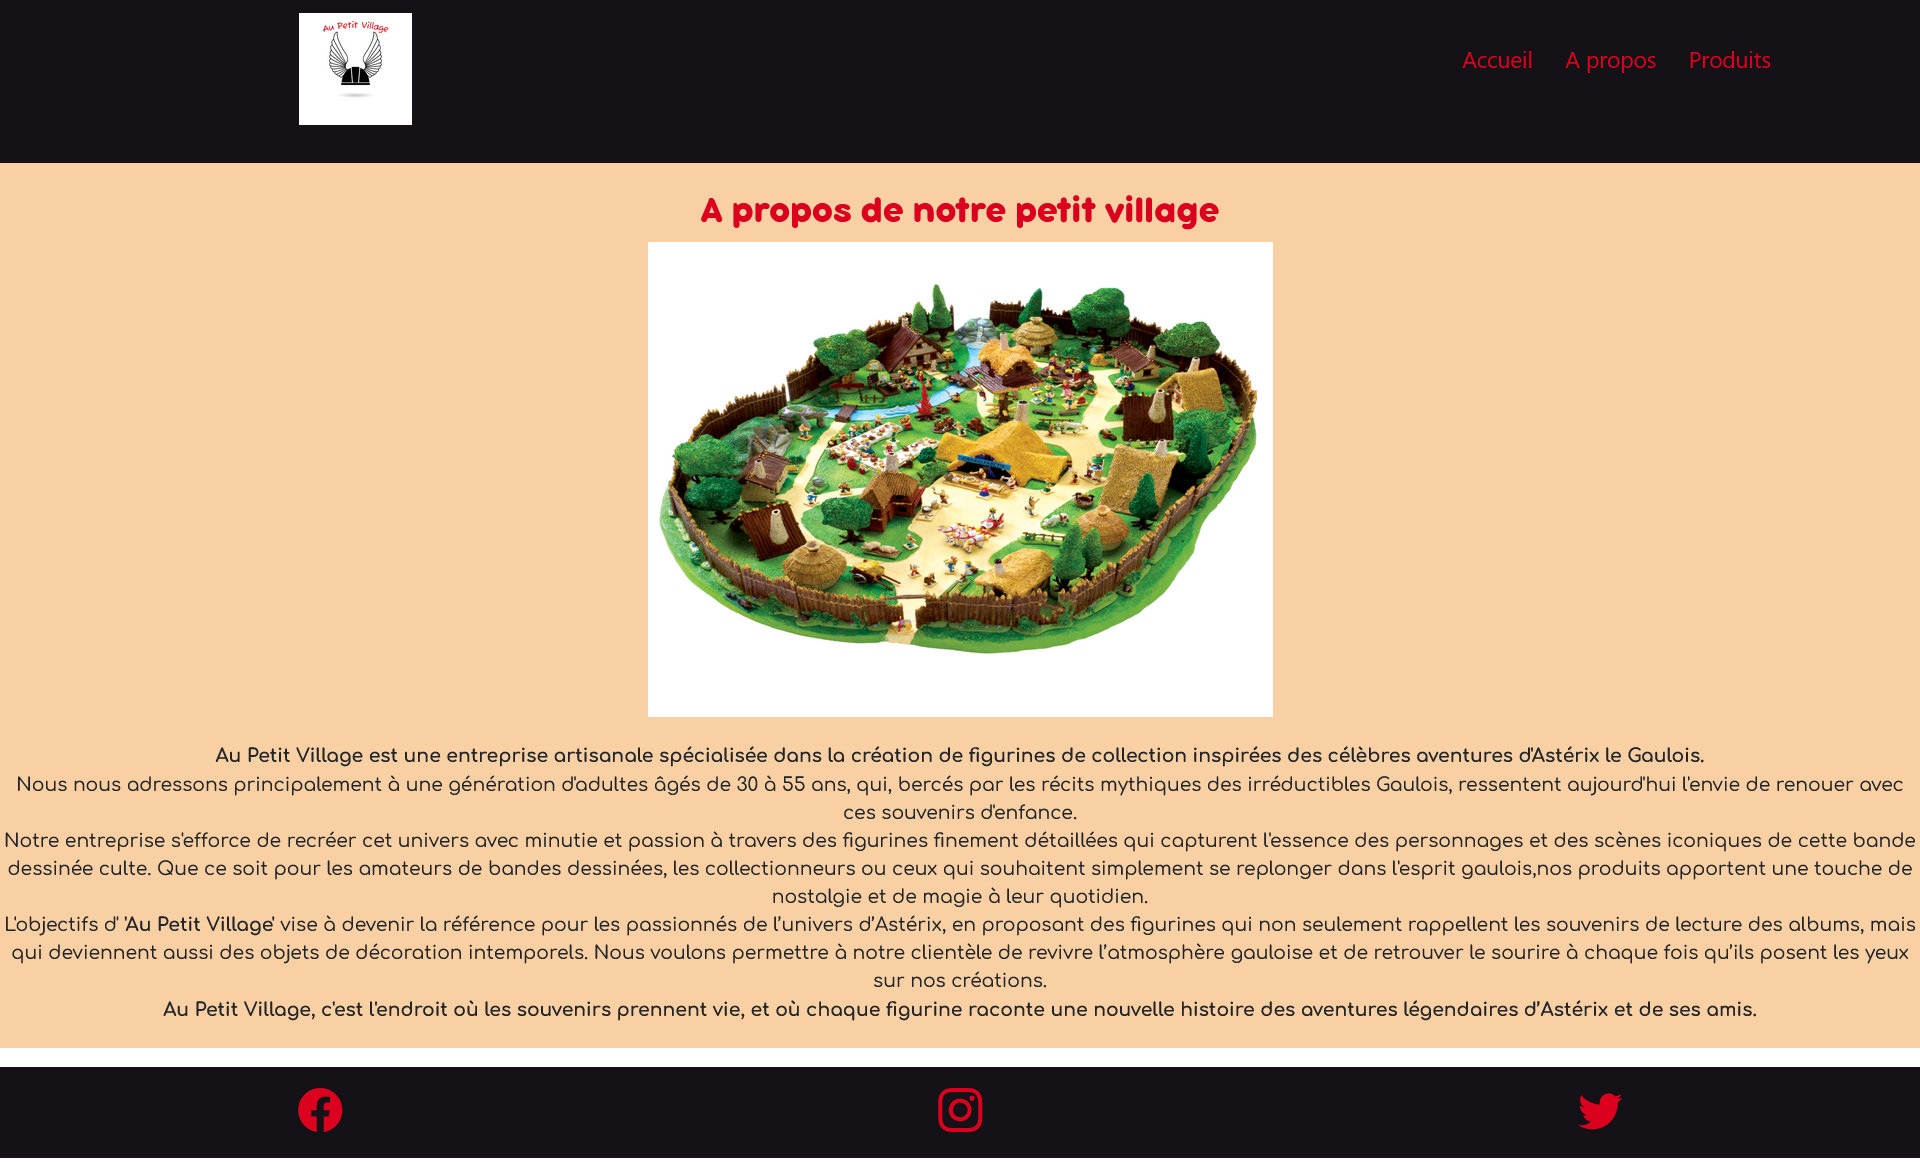 Au Petit Village
Accueil
A propos
Produits
A propos de notre petit village
Au Petit Village est une entreprise artisanale spécialisée dans la création de figurines de collection inspirées des célèbres aventures d'Astérix le Gaulois.
Nous nous adressons principalement à une génération d'adultes âgés de 30 à 55 ans, qui, bercés par les récits mythiques des irréductibles Gaulois, ressentent aujourd'hui l'envie de renouer avec
ces souvenirs d'enfance.
Notre entreprise s'efforce de recréer cet univers avec minutie et passion à travers des figurines finement détaillées qui capturent l'essence des personnages et des scènes iconiques de cette bande
dessinée culte. Que ce soit pour les amateurs de bandes dessinées, les collectionneurs ou ceux qui souhaitent simplement se replonger dans l'esprit gaulois,nos produits apportent une touche de
nostalgie et de magie à leur quotidien.
L'objectifs d' 'Au Petit Village' vise à devenir la référence pour les passionnés de l’univers d’Astérix, en proposant des figurines qui non seulement rappellent les souvenirs de lecture des albums, mais
qui deviennent aussi des objets de décoration intemporels. Nous voulons permettre à notre clientèle de revivre l’atmosphère gauloise et de retrouver le sourire à chaque fois qu’ils posent les yeux
sur nos créations.
Au Petit Village, c'est l'endroit où les souvenirs prennent vie, et où chaque figurine raconte une nouvelle histoire des aventures légendaires d’Astérix et de ses amis.